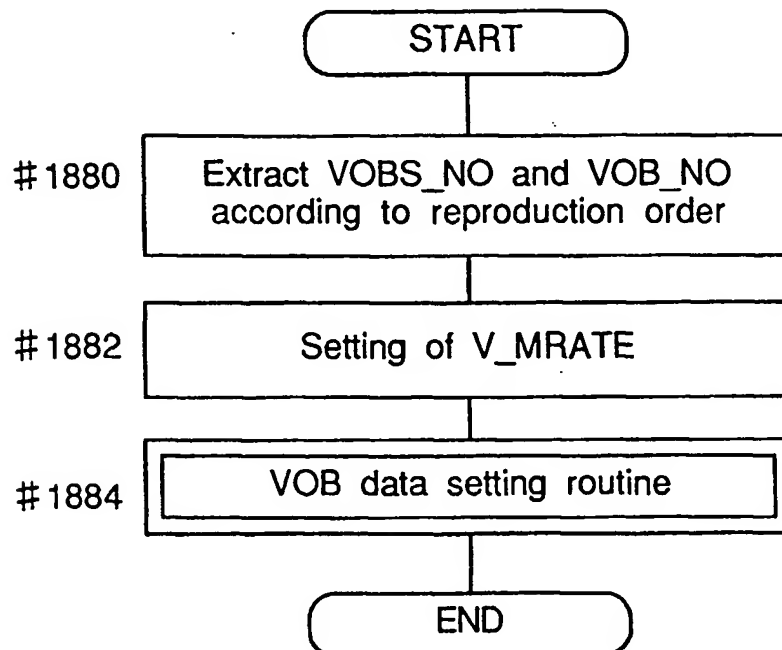 START
#1880
Extract VOBS_NO and VOB_NO
according to reproduction order
#1882
Setting of V_MRATE
#1884
VOB data setting routine
END